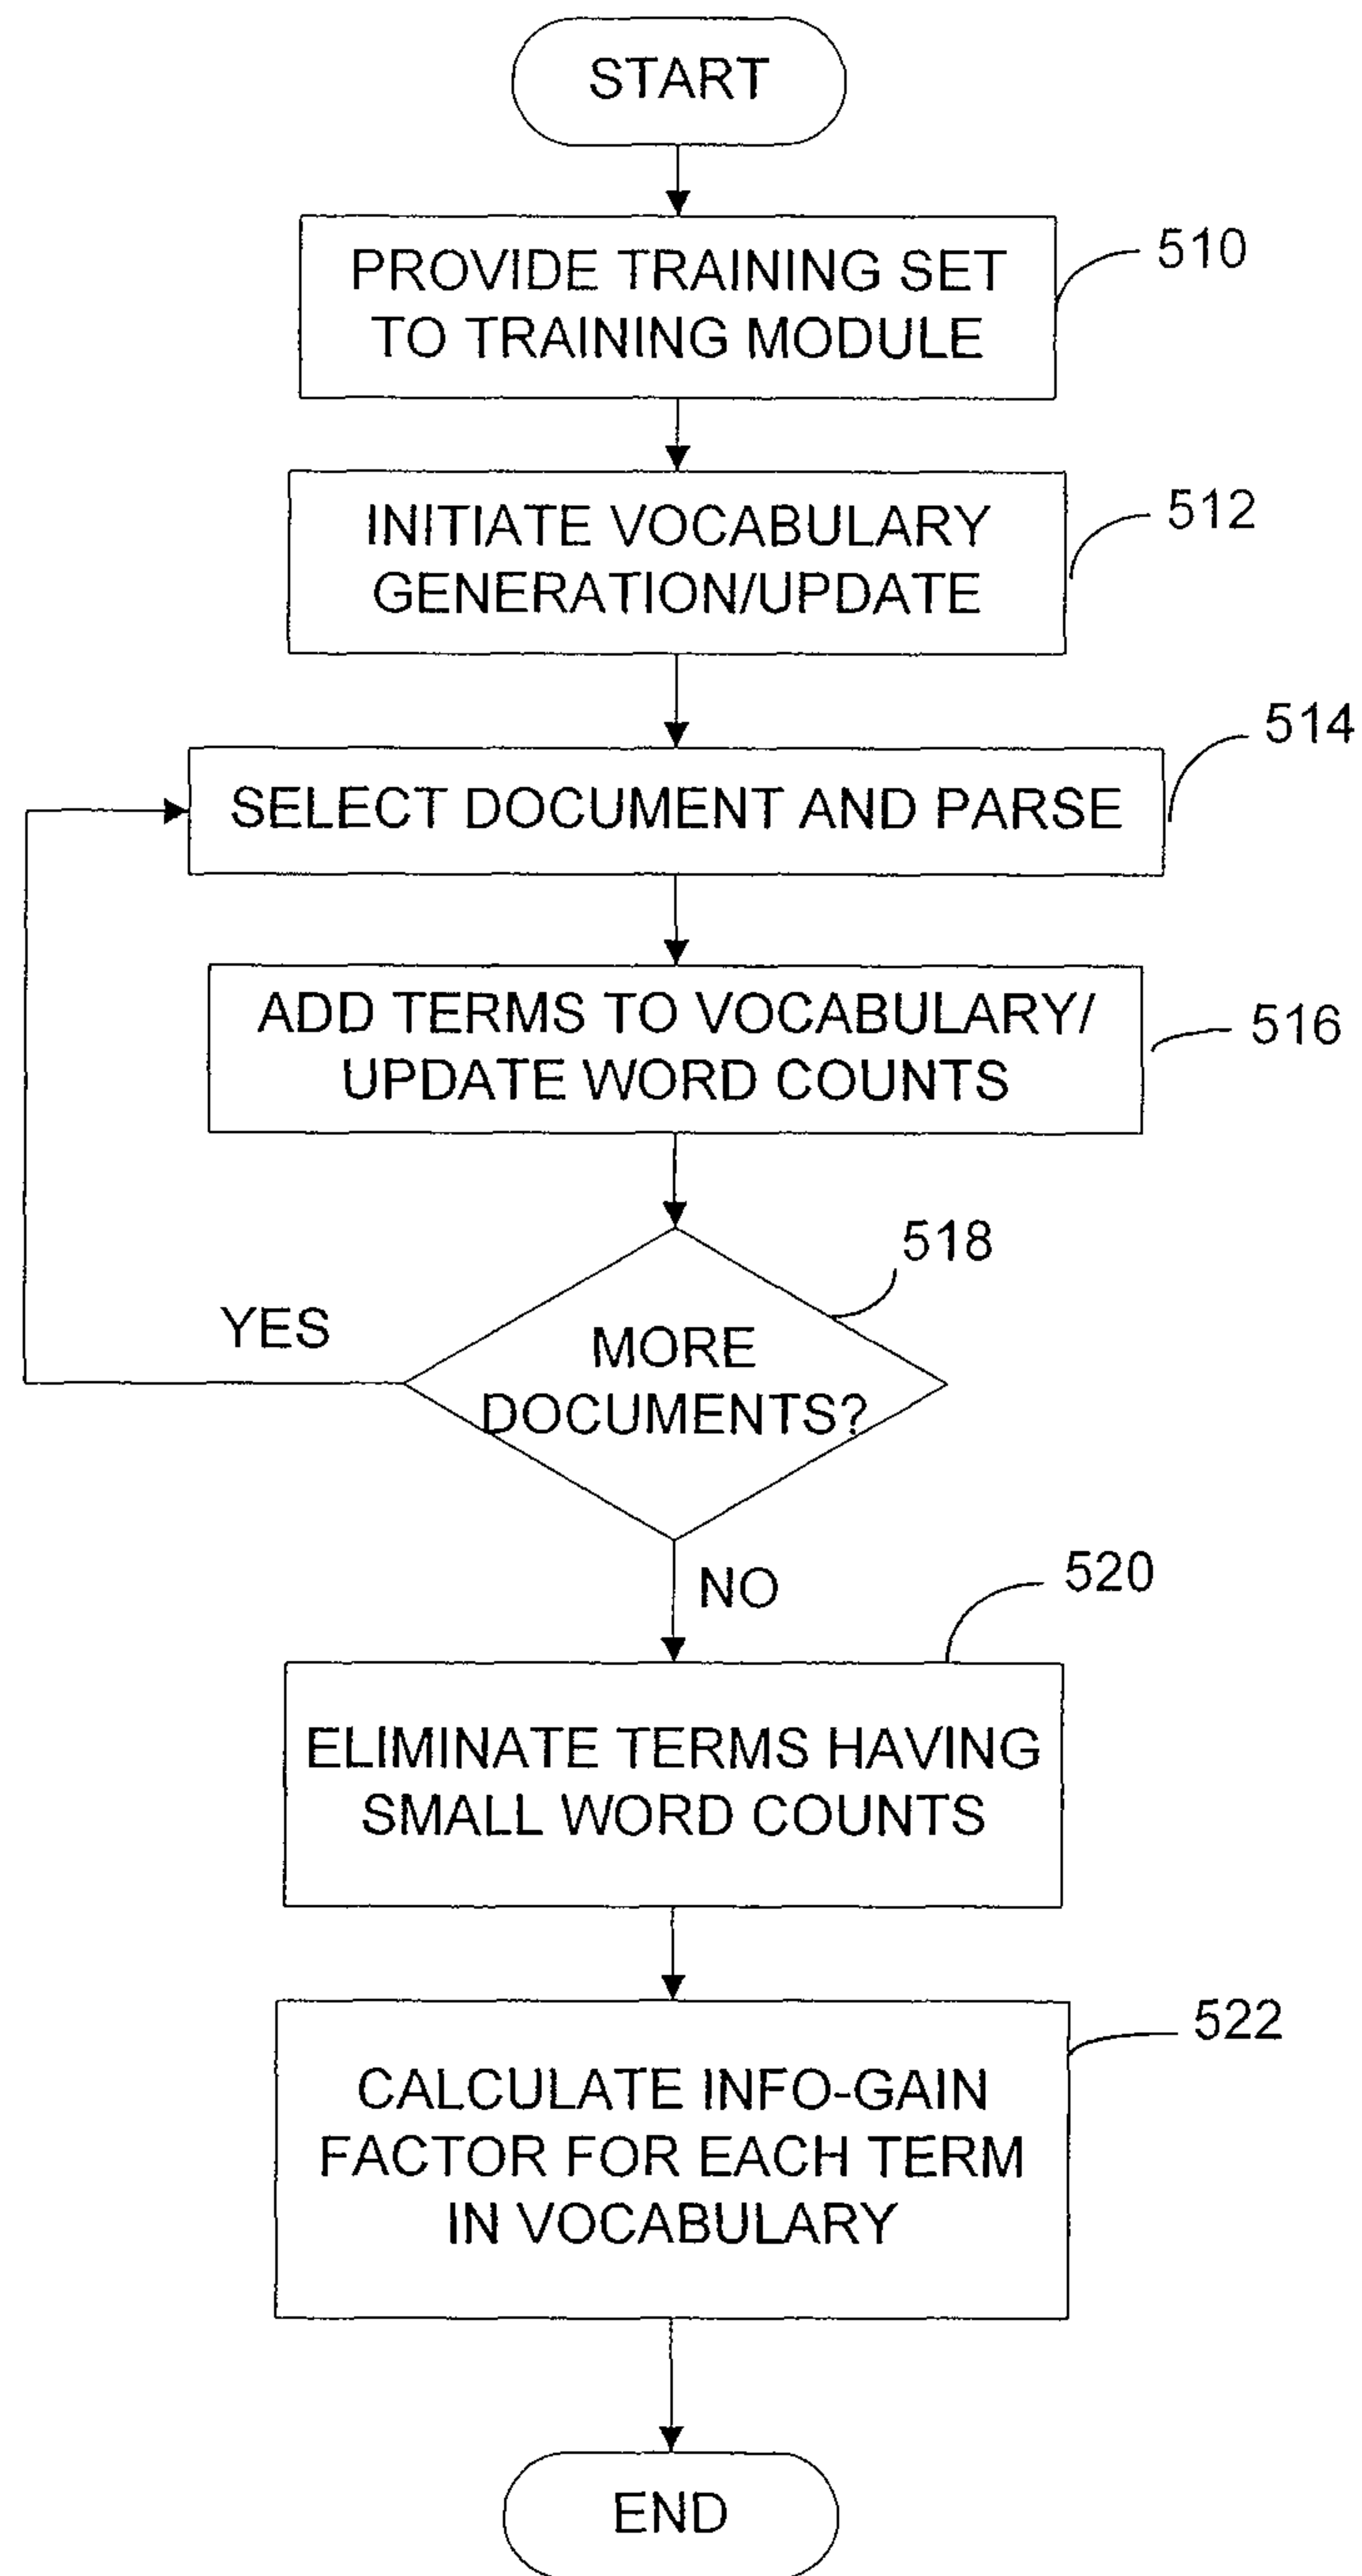 START
PROVIDE TRAINING SET
TO TRAINING MODULE
510
INITIATE VOCABULARY
GENERATION/UPDATE
512
SELECT DOCUMENT AND PARSE
514
ADD TERMS TO VOCABULARY/
UPDATE WORD COUNTS
516
518
YES
MORE
DOCUMENTS?
NO
520
ELIMINATE TERMS HAVING
SMALL WORD COUNTS
522
CALCULATE INFO-GAIN
FACTOR FOR EACH TERM
IN VOCABULARY
END